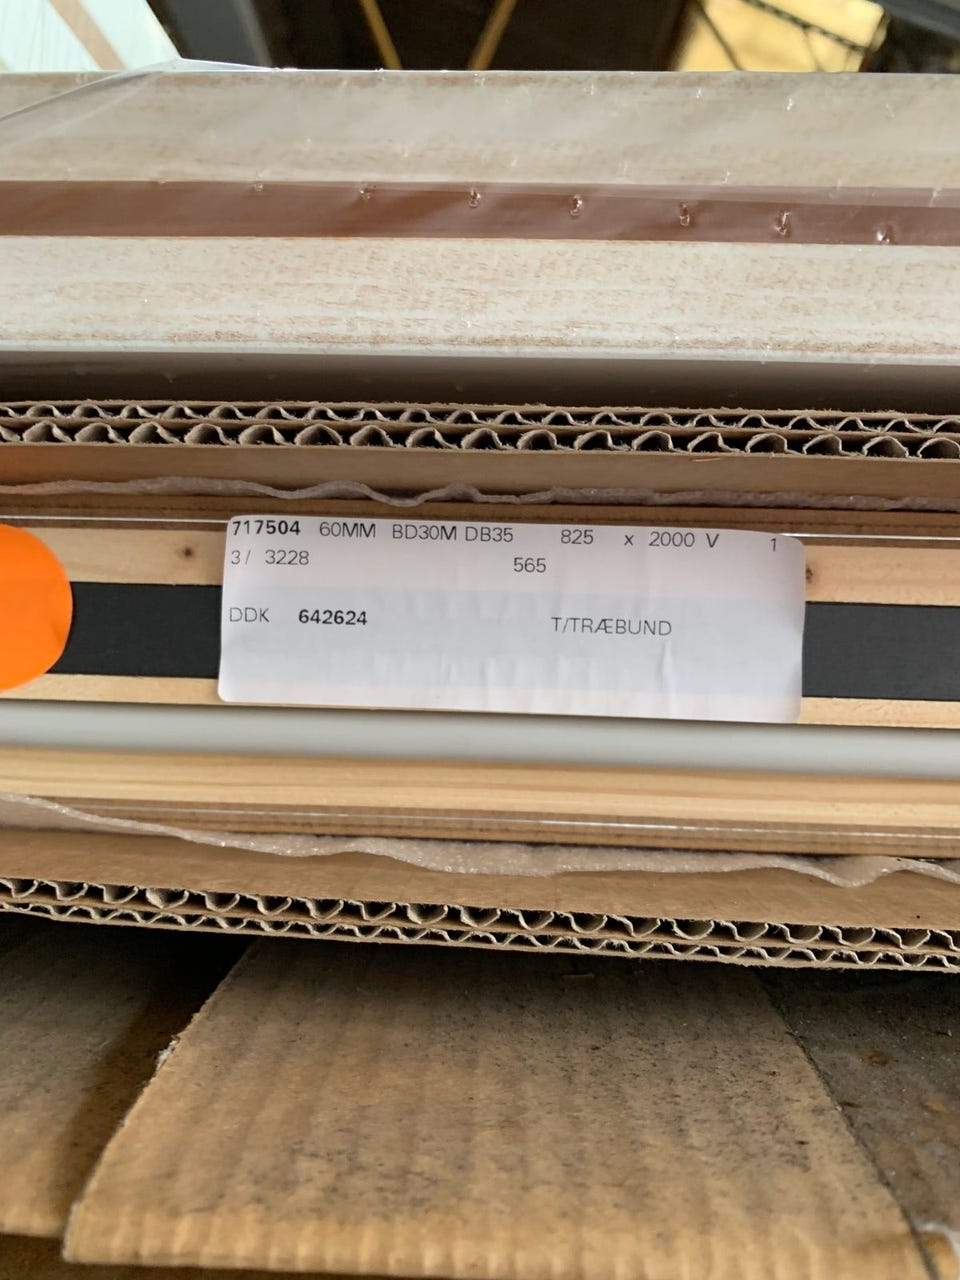 717504 60MM BD30M DB35 825 x 2000 V 1
3/ 3228 565
DDK 642624 T/TRÆBUND